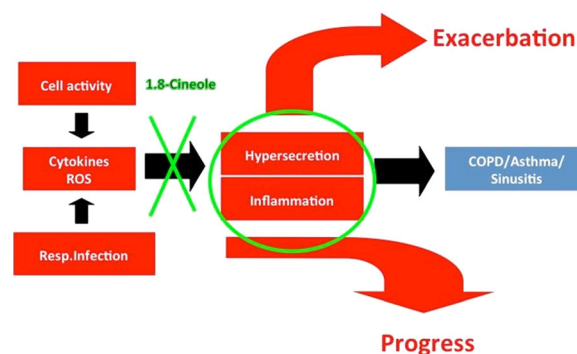 Exacerbation
Cell activity
1.8-Cineole
Cytokines
ROS
Hypersecretion
Inflammation
COPD/Asthma/
Sinusitis
Resp.Infection
Progress